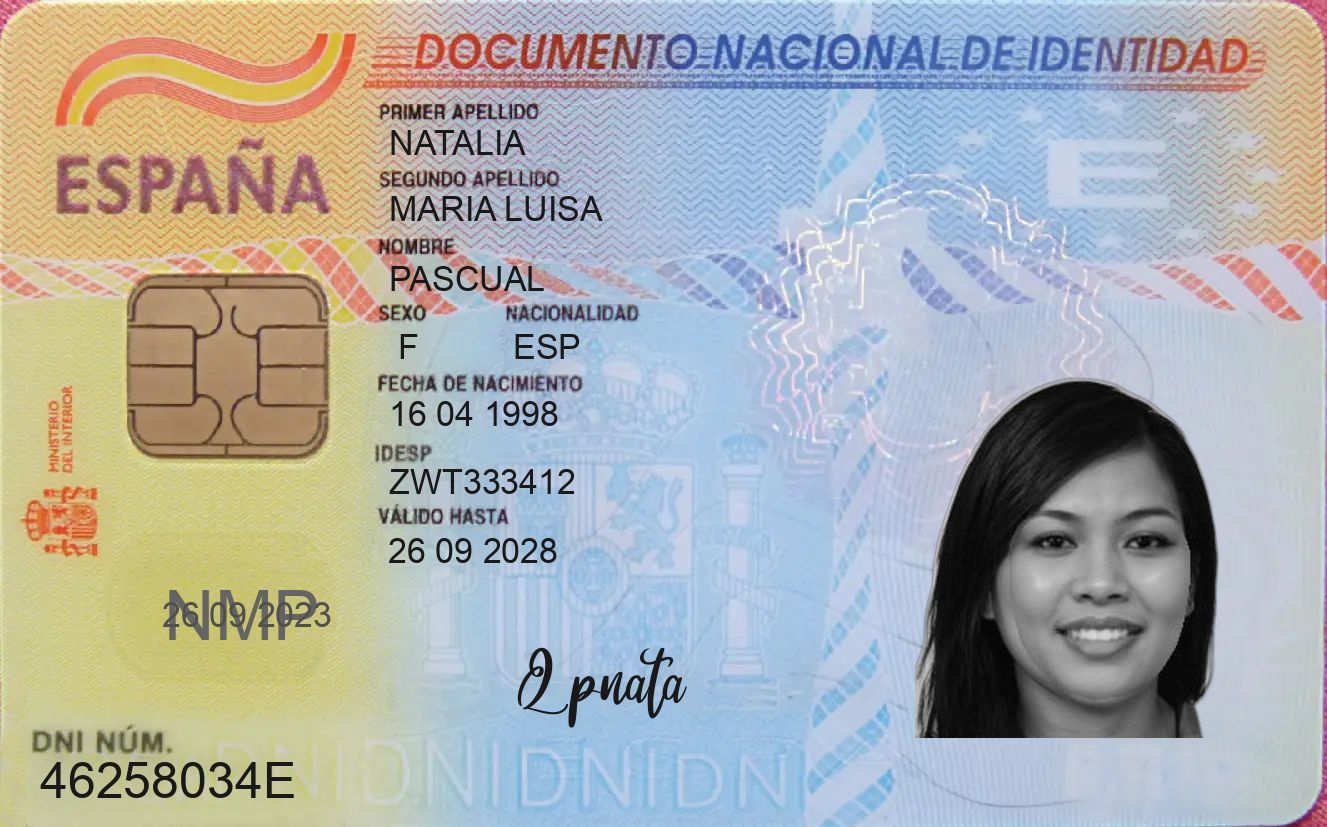 DOCUMENTO NACIONAL DE IDENTIDAD
ESPAÑA
PRIMER APELLIDO
NATALIA
SEGUNDO APELLIDO
MARIA LUISA
NOMBRE
PASCUAL
SEXO NACIONALIDAD
F ESP
FECHA DE NACIMIENTO
16 04 1998
IDESP
ZWT333412
VÁLIDO HASTA
26 09 2028
MINISTERIO
DEL INTERIOR
E
NMP
26 09 2023
DNI NÚM.
46258034E
DNIDNIDNIDNI